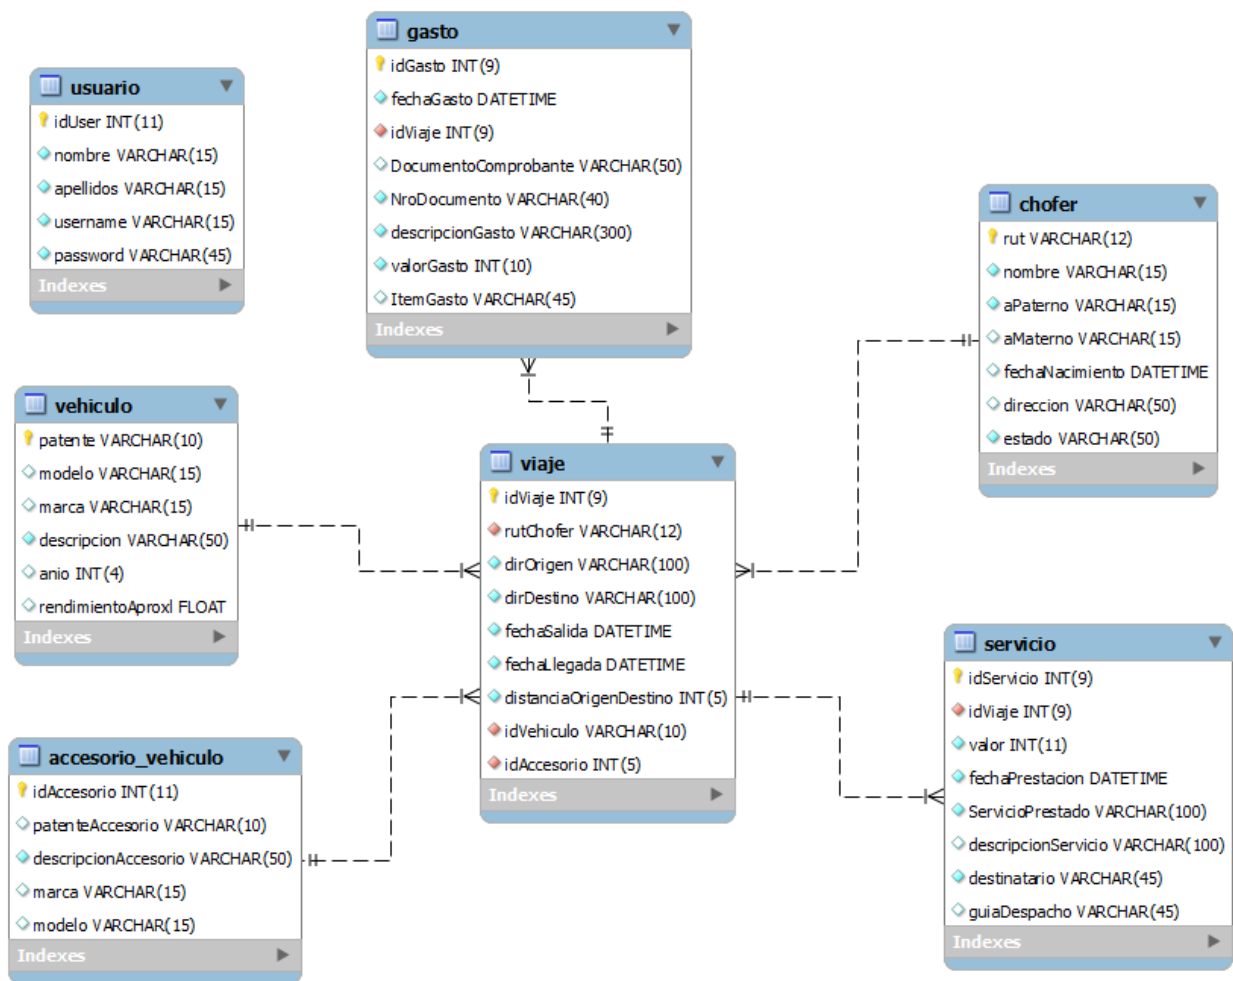 gasto
idGasto INT(9)
fechaGasto DATETIME
idViaje INT(9)
DocumentoComprobante VARCHAR(50)
NroDocumento VARCHAR(40)
descripcionGasto VARCHAR(300)
valorGasto INT(10)
ItemGasto VARCHAR(45)
Indexes
usuario
idUser INT(11)
nombre VARCHAR(15)
apellidos VARCHAR(15)
username VARCHAR(15)
password VARCHAR(45)
Indexes
chofer
rut VARCHAR(12)
nombre VARCHAR(15)
aPaterno VARCHAR(15)
aMaterno VARCHAR(15)
fechaNacimiento DATETIME
direccion VARCHAR(50)
estado VARCHAR(50)
Indexes
vehiculo
patente VARCHAR(10)
modelo VARCHAR(15)
marca VARCHAR(15)
descripcion VARCHAR(50)
anio INT(4)
rendimientoAproxl FLOAT
Indexes
viaje
idViaje INT(9)
rutChofer VARCHAR(12)
dirOrigen VARCHAR(100)
dirDestino VARCHAR(100)
fechaSalida DATETIME
fechaLlegada DATETIME
distanciaOrigenDestino INT(5)
idVehiculo VARCHAR(10)
idAccesorio INT(5)
Indexes
servicio
idServicio INT(9)
idViaje INT(9)
valor INT(11)
fechaPrestacion DATETIME
ServicioPrestado VARCHAR(100)
descripcionServicio VARCHAR(100)
destinatario VARCHAR(45)
guiaDespacho VARCHAR(45)
Indexes
accesorio_vehiculo
idAccesorio INT(11)
patenteAccesorio VARCHAR(10)
descripcionAccesorio VARCHAR(50)
marca VARCHAR(15)
modelo VARCHAR(15)
Indexes